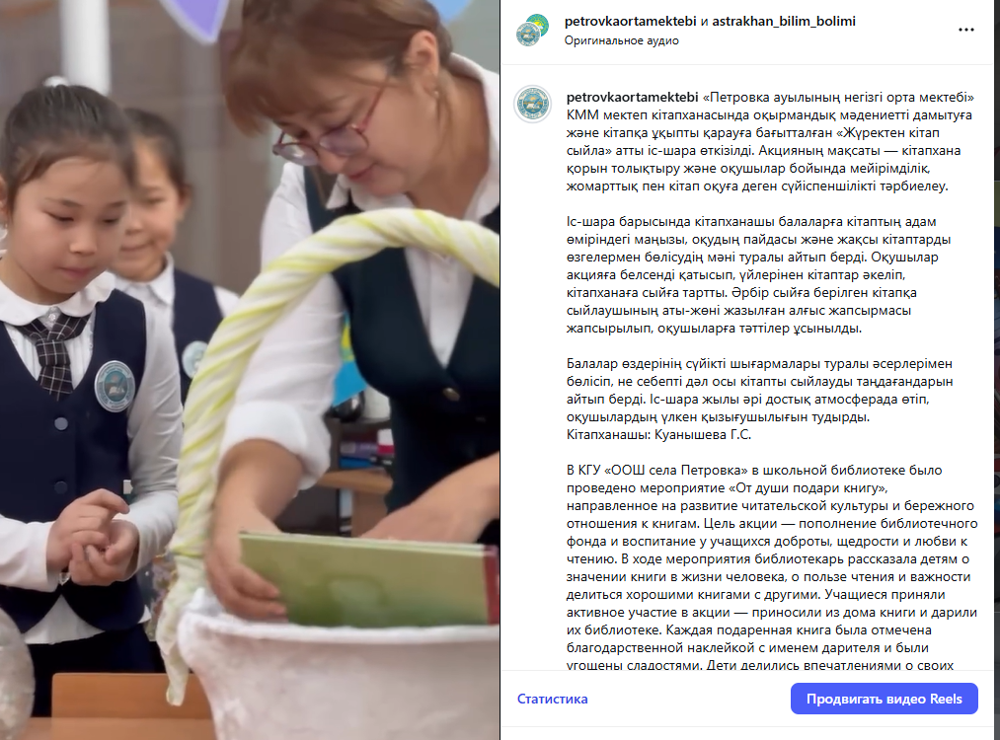 petrovkaortamektebi и astrakhan_bilim_bolimi
Оригинальное аудио
petrovkaortamektebi «Петровка ауылының негізгі орта мектебі»
КММ мектеп кітапханасында оқырмандық мәдениетті дамытуға
және кітапқа ұқыпты қарауға бағытталған «Жүректен кітап
сыйла» атты іс-шара өткізілді. Акцияның мақсаты — кітапхана
қорын толықтыру және оқушылар бойында мейірімділік,
жомарттық пен кітап оқуға деген сүйіспеншілікті тәрбиелеу.
Іс-шара барысында кітапханашы балаларға кітаптың адам
өміріндегі маңызы, оқудың пайдасы және жақсы кітаптарды
өзгелермен бөлісудің мәні туралы айтып берді. Оқушылар
акцияға белсенді қатысып, үйлерінен кітаптар әкеліп,
кітапханаға сыйға тартты. Әрбір сыйға берілген кітапқа
сыйлаушының аты-жөні жазылған алғыс жапсырмасы
жапсырылып, оқушыларға тәттілер ұсынылды.
Балалар өздерінің сүйікті шығармалары туралы әсерлерімен
бөлісіп, не себепті дәл осы кітапты сыйлауды таңдағандарын
айтып берді. Іс-шара жылы әрі достық атмосферада өтіп,
оқушылардың үлкен қызығушылығын тудырды.
Кітапханашы: Куанышева Г.С.
В КГУ «ООШ села Петровка» в школьной библиотеке было
проведено мероприятие «От души подари книгу»,
направленное на развитие читательской культуры и бережного
отношения к книгам. Цель акции — пополнение библиотечного
фонда и воспитание у учащихся доброты, щедрости и любви к
чтению. В ходе мероприятия библиотекарь рассказала детям о
значении книги в жизни человека, о пользе чтения и важности
делиться хорошими книгами с другими. Учащиеся приняли
активное участие в акции — приносили из дома книги и дарили
их библиотеке. Каждая подаренная книга была отмечена
благодарственной наклейкой с именем дарителя и были
угощены сладостями. Дети делились впечатлениями о своих
Статистика
Продвигать видео Reels